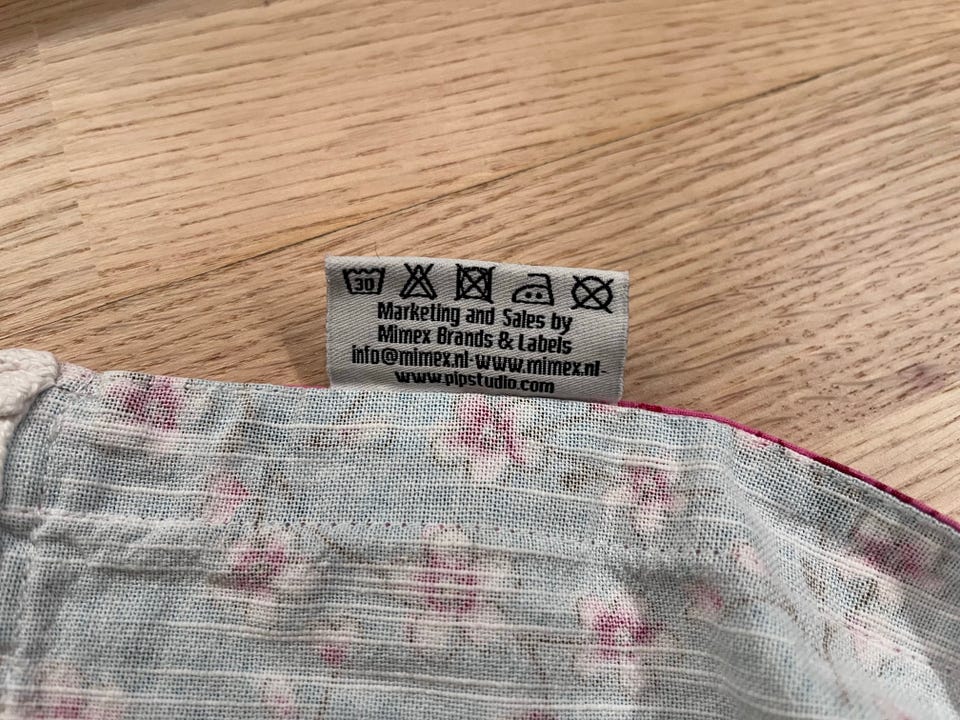 30
Marketing and Sales by
Mimex Brands & Labels
info@mimex.nl-www.mimex.nl-
www.pipstudio.com